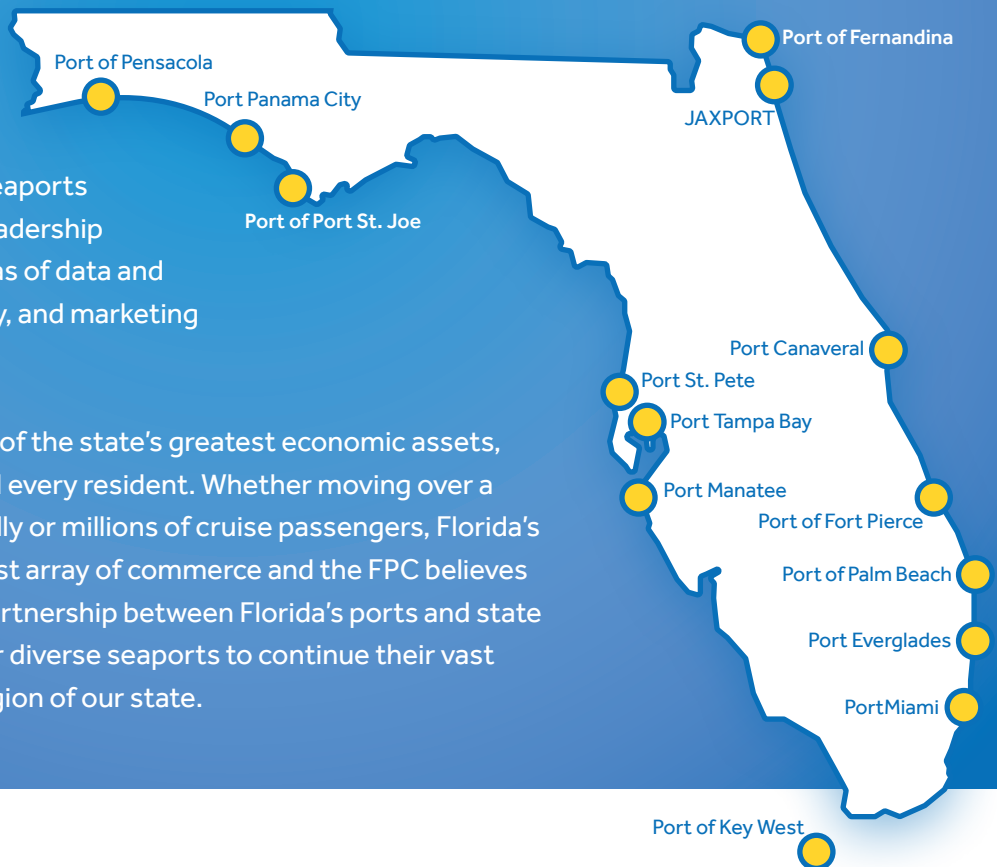 Port of Fernandina
Port of Pensacola
Port Panama City
JAXPORT
Port of Port St. Joe
eaports
adership
s of data and
y, and marketing
Port Canaveral
Port St. Pete
Port Tampa Bay
of the state's greatest economic assets,
every resident. Whether moving over a
lly or millions of cruise passengers, Florida's
st array of commerce and the FPC believes
rtnership between Florida's ports and state
r diverse seaports to continue their vast
gion of our state.
Port Manatee
Port of Fort Pierce
Port of Palm Beach
Port Everglades
PortMiami
Port of Key West